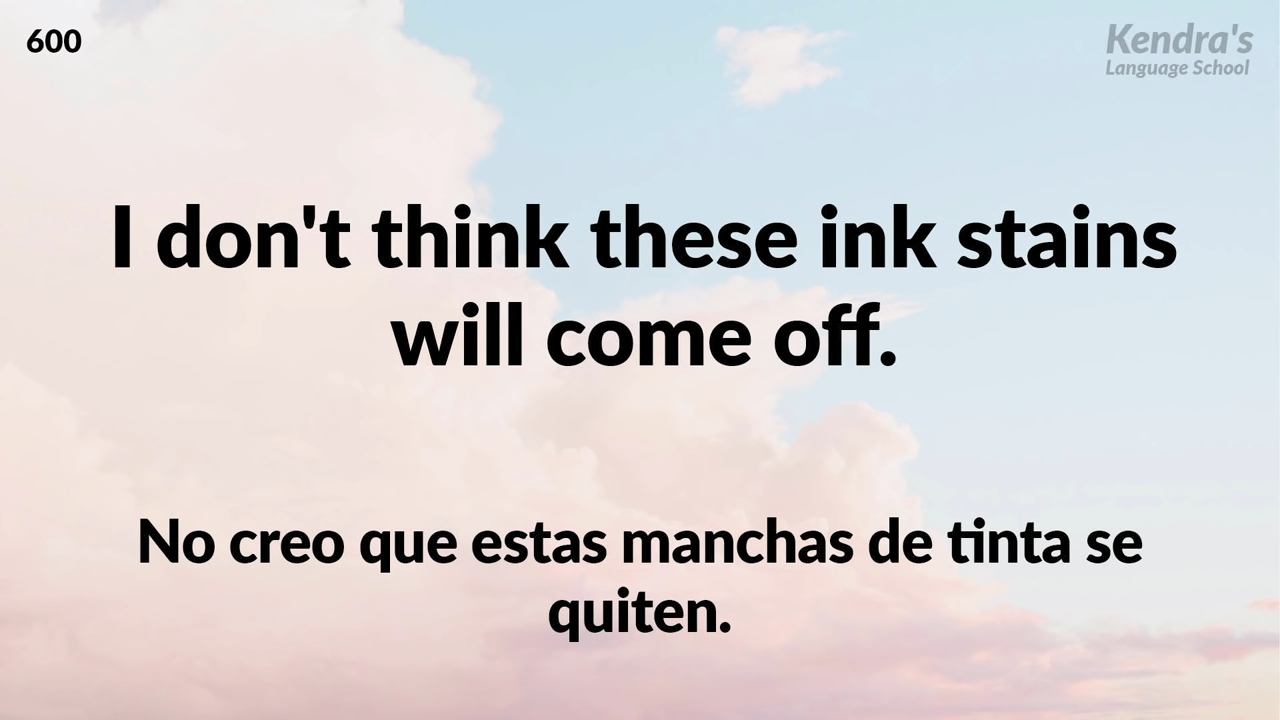 600
Kendra's
Language School
I don't think these ink stains
will come off.
No creo que estas manchas de tinta se
quiten.